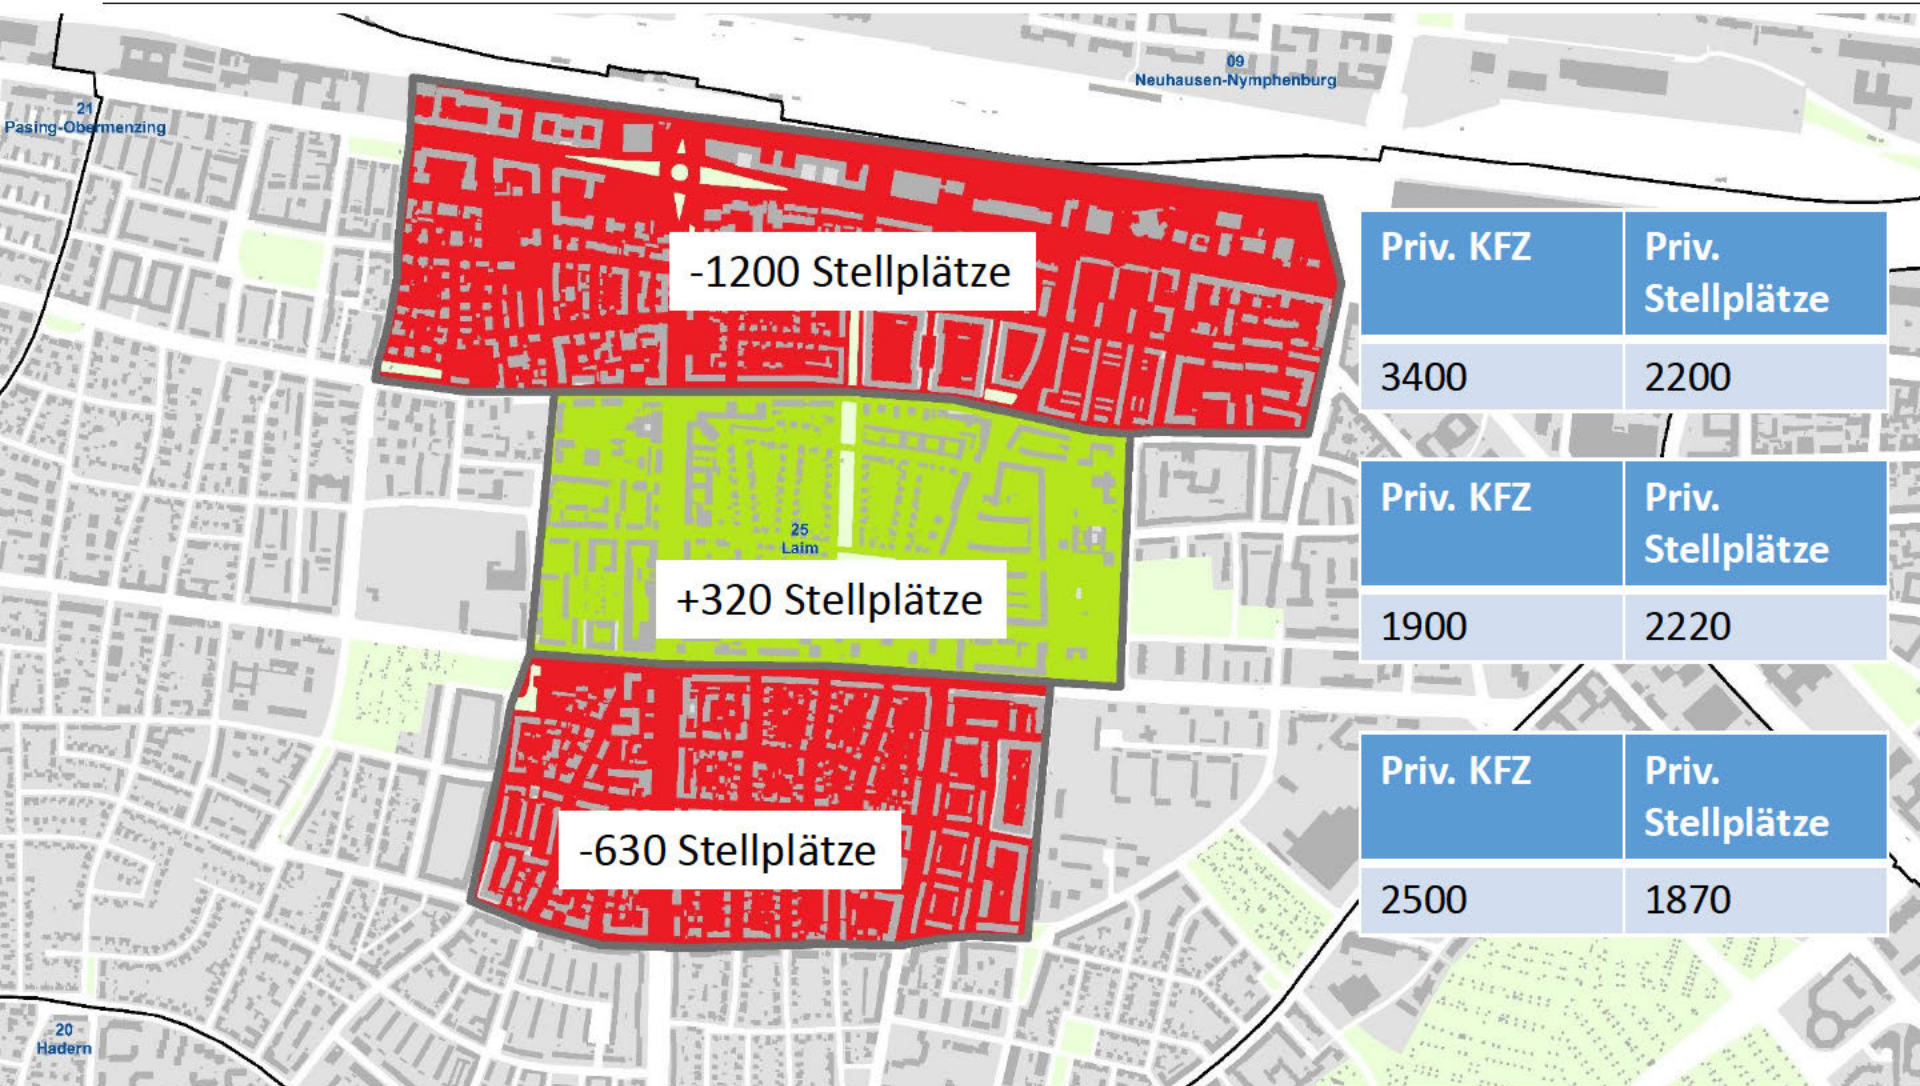 09
Neuhausen-Nymphenburg
21
Pasing-Obermenzing
-1200 Stellplätze
Priv. KFZ
Priv.
Stellplätze
3400
2200
25
Laim
+320 Stellplätze
Priv. KFZ
Priv.
Stellplätze
1900
2220
-630 Stellplätze
Priv. KFZ
Priv.
Stellplätze
2500
1870
20
Hadern